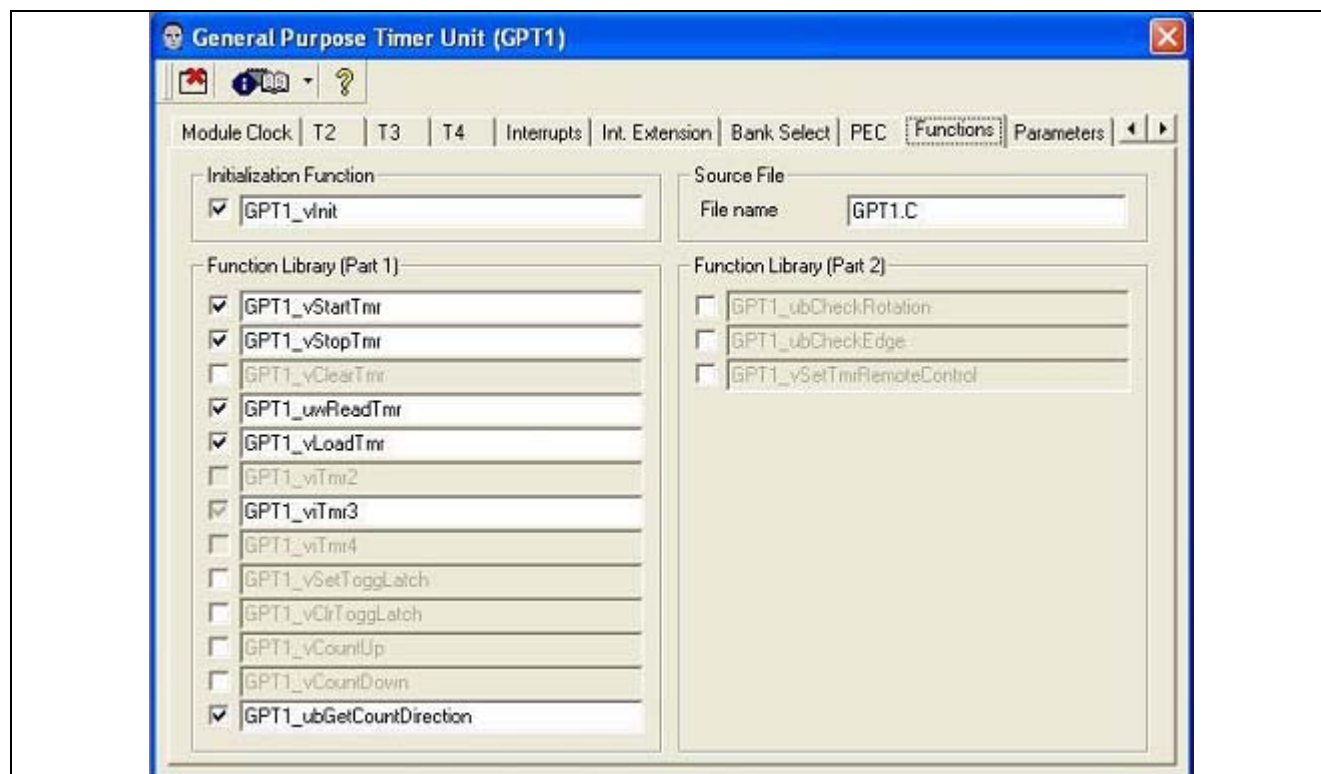 General Purpose Timer Unit (GPT1)
Module Clock T2 T3 T4 Interrupts Int. Extension Bank Select PEC Functions Parameters
Initialization Function
GPT1_vInit
Source File
File name GPT1.C
Function Library (Part 1)
GPT1_vStartTmr
GPT1_vStopTmr
GPT1_vClearTmr
GPT1_uwReadTmr
GPT1_vLoadTmr
GPT1_viTmr2
GPT1_viTmr3
GPT1_viTmr4
GPT1_vSetToggLatch
GPT1_vClrToggLatch
GPT1_vCountUp
GPT1_vCountDown
GPT1_ubGetCountDirection
Function Library (Part 2)
GPT1_ubCheckRotation
GPT1_ubCheckEdge
GPT1_vSetTmrRemoteControl